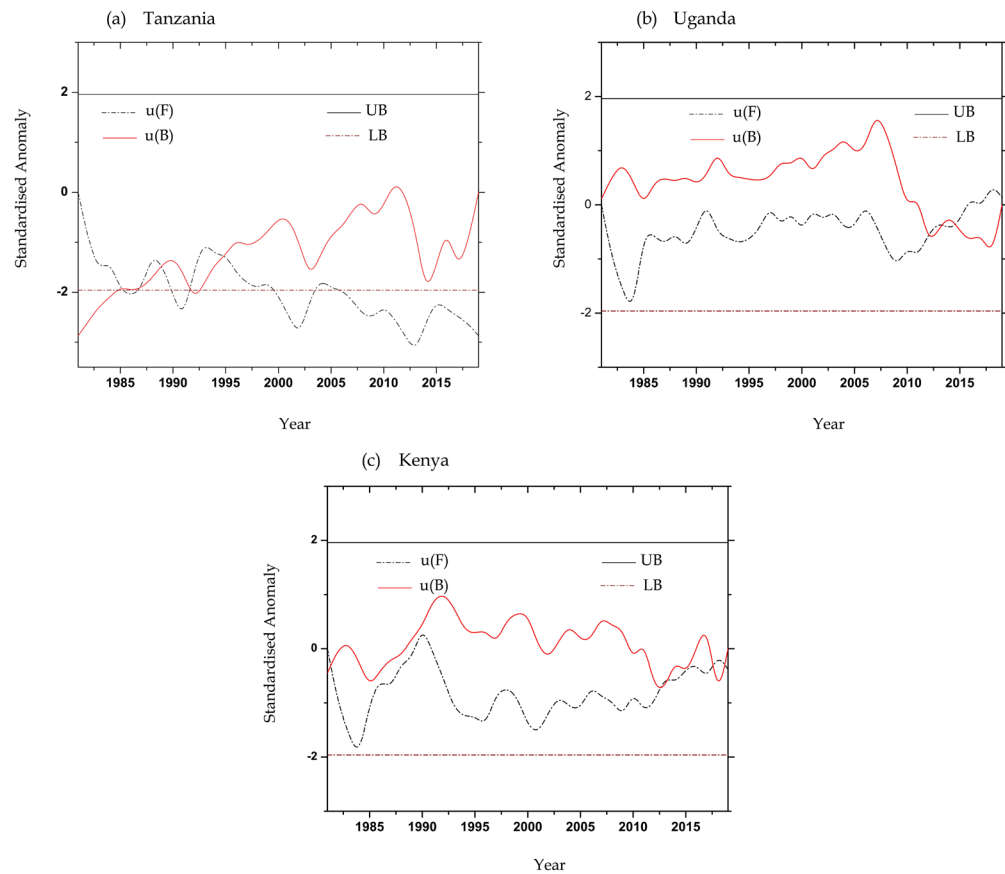 (a) Tanzania
2
0
-2
Standardised Anomaly
u(F)
u(B)
UB
LB
1985 1990 1995 2000 2005 2010 2015
Year
(b) Uganda
2
0
-2
Standardised Anomaly
u(F)
u(B)
UB
LB
1985 1990 1995 2000 2005 2010 2015
Year
(c) Kenya
2
0
-2
Standardised Anomaly
u(F)
u(B)
UB
LB
1985 1990 1995 2000 2005 2010 2015
Year